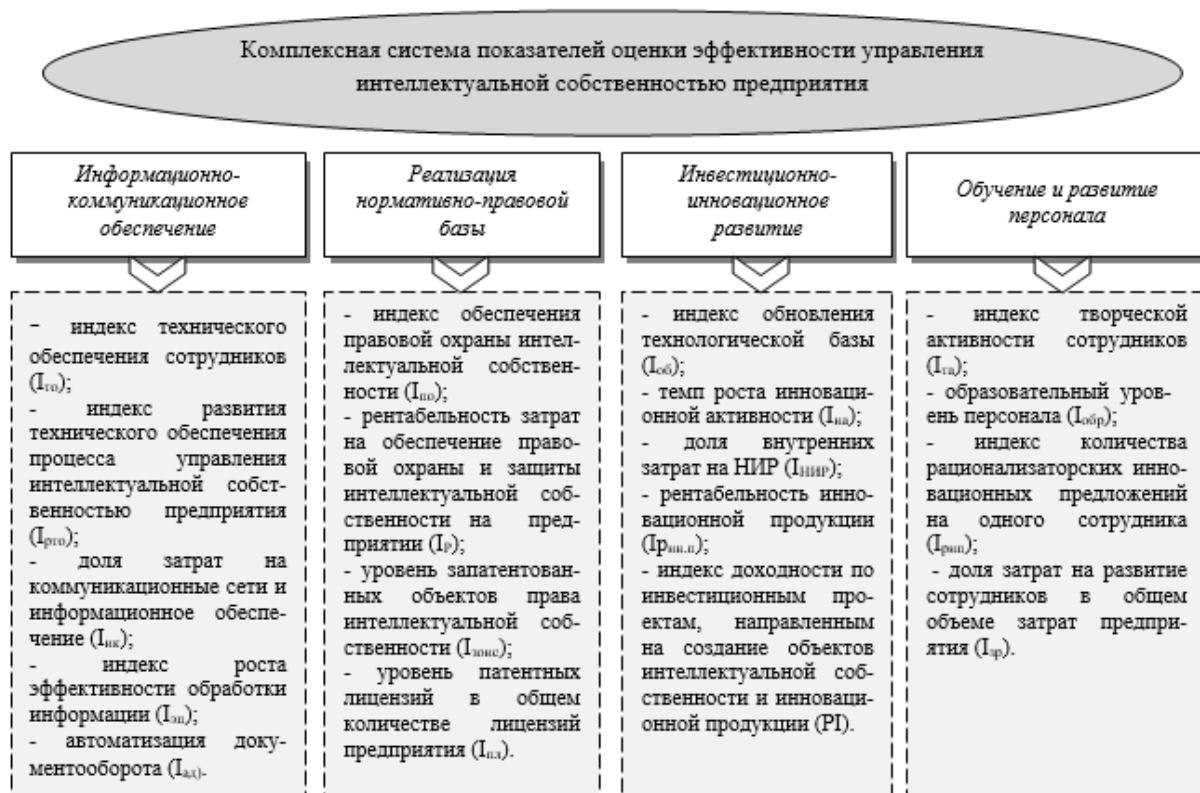 Комплексная система показателей оценки эффективности управления
интеллектуальной собственностью предприятия
Информационно-
коммуникационное
обеспечение
Реализация
нормативно-правовой
базы
Инвестиционно-
инновационное
развитие
Обучение и развитие
персонала
- индекс технического
обеспечения сотрудников
(Iто);
- индекс развития
технического обеспечения
процесса управления
интеллектуальной собст-
венностью предприятия
(Iрто);
- доля затрат на
коммуникационные сети и
информационное обеспе-
чение (Iик);
- индекс роста
эффективности обработки
информации (Iэп);
- автоматизация доку-
ментооборота (Iад).
- индекс обеспечения
правовой охраны интел-
лектуальной собствен-
ности (Iпо);
- рентабельность затрат
на обеспечение право-
вой охраны и защиты
интеллектуальной соб-
ственности на пред-
приятии (IР);
- уровень запатентован-
ных объектов права
интеллектуальной соб-
ственности (Iзоис);
- уровень патентных
лицензий в общем
количестве лицензий
предприятия (Iпл).
- индекс обновления
технологической базы
(Iоб);
- темп роста инноваци-
онной активности (Iиа);
- доля внутренних
затрат на НИР (IНИР);
- рентабельность инно-
вационной продукции
(Iрин.п);
- индекс доходности по
инвестиционным про-
ектам, направленным
на создание объектов
интеллектуальной соб-
ственности и инноваци-
онной продукции (PI).
- индекс творческой
активности сотрудников
(Iта);
- образовательный уро-
вень персонала (Iобр);
- индекс количества
рационализаторских инно-
вационных предложений
на одного сотрудника
(Iрип);
- доля затрат на развитие
сотрудников в общем
объеме затрат предпри-
ятия (Iзр).